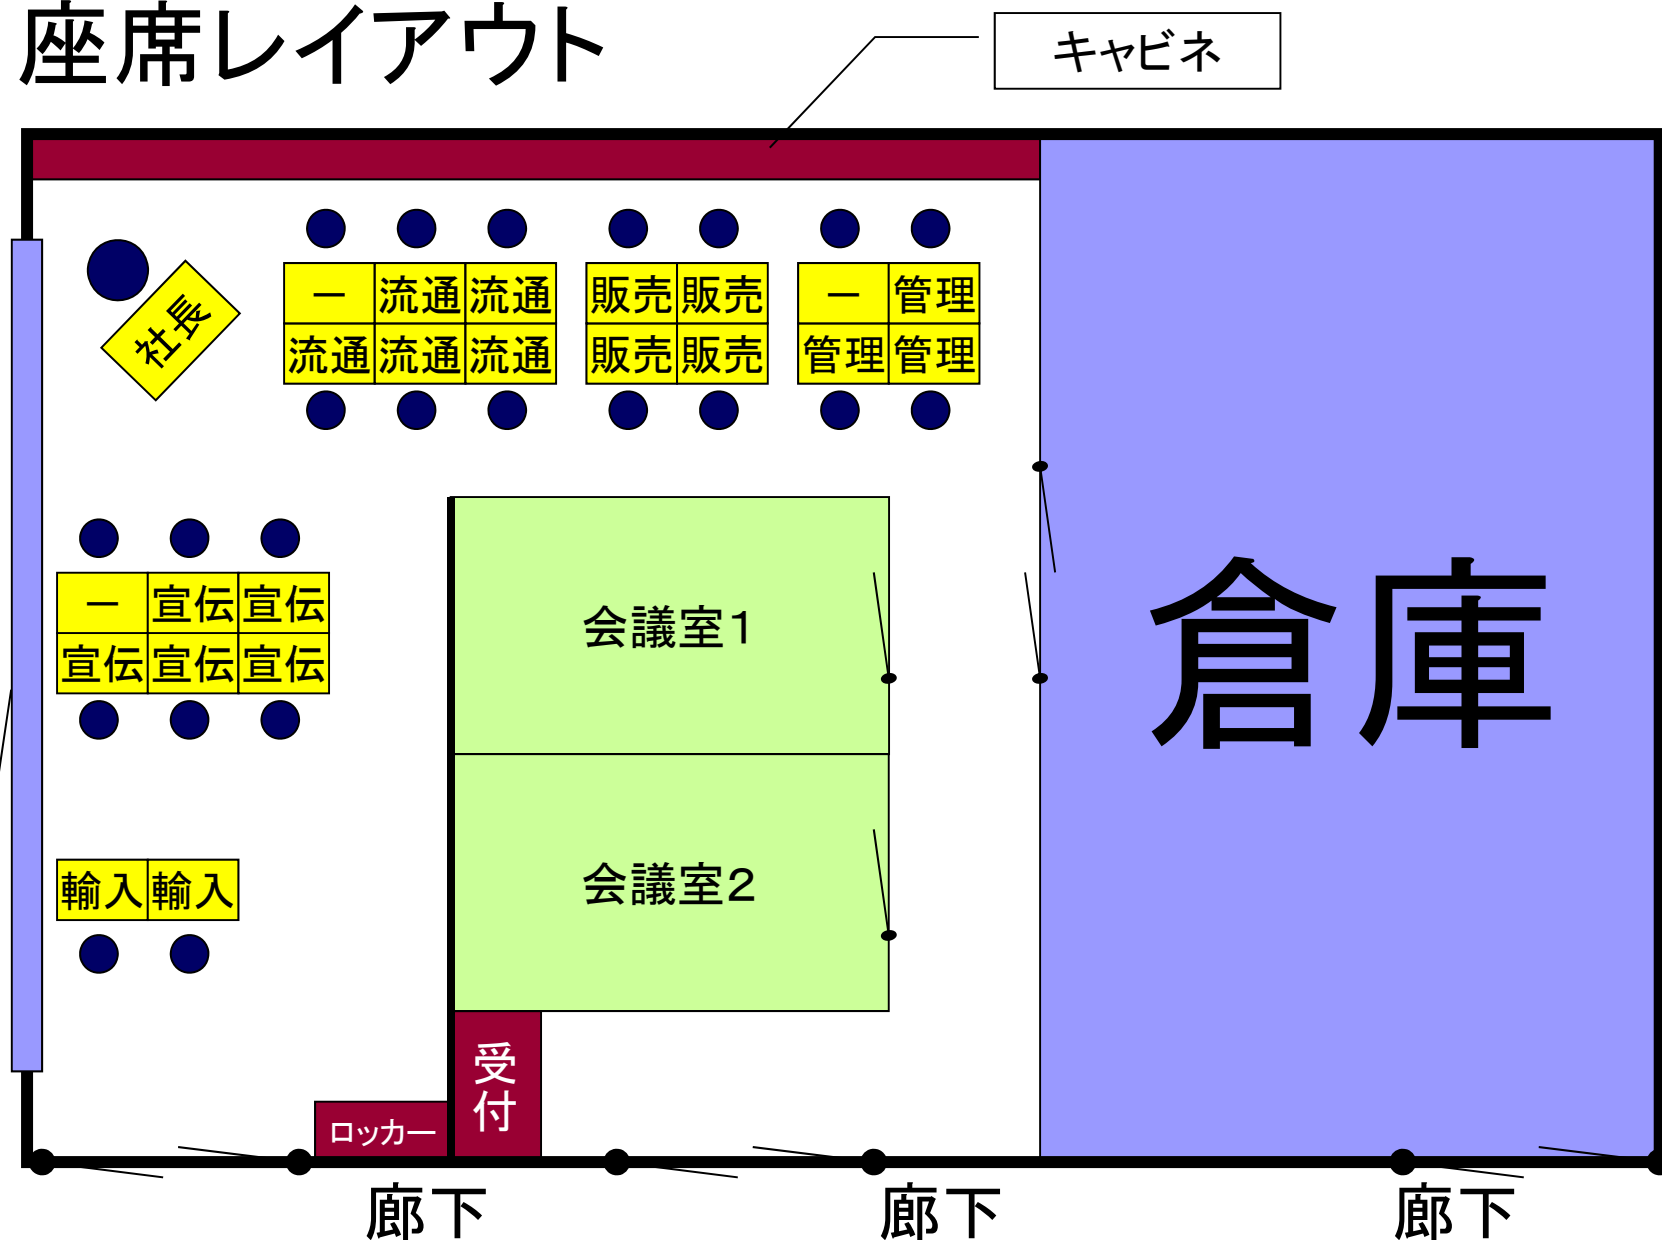 座席レイアウト
キャビネ
社長
ー 流通 流通 販売 販売 ー 管理
流通 流通 流通 販売 販売 管理 管理
ー 宣伝 宣伝
宣伝 宣伝 宣伝
会議室1
倉庫
輸入 輸入
会議室2
受付
ロッカー
廊下 廊下 廊下